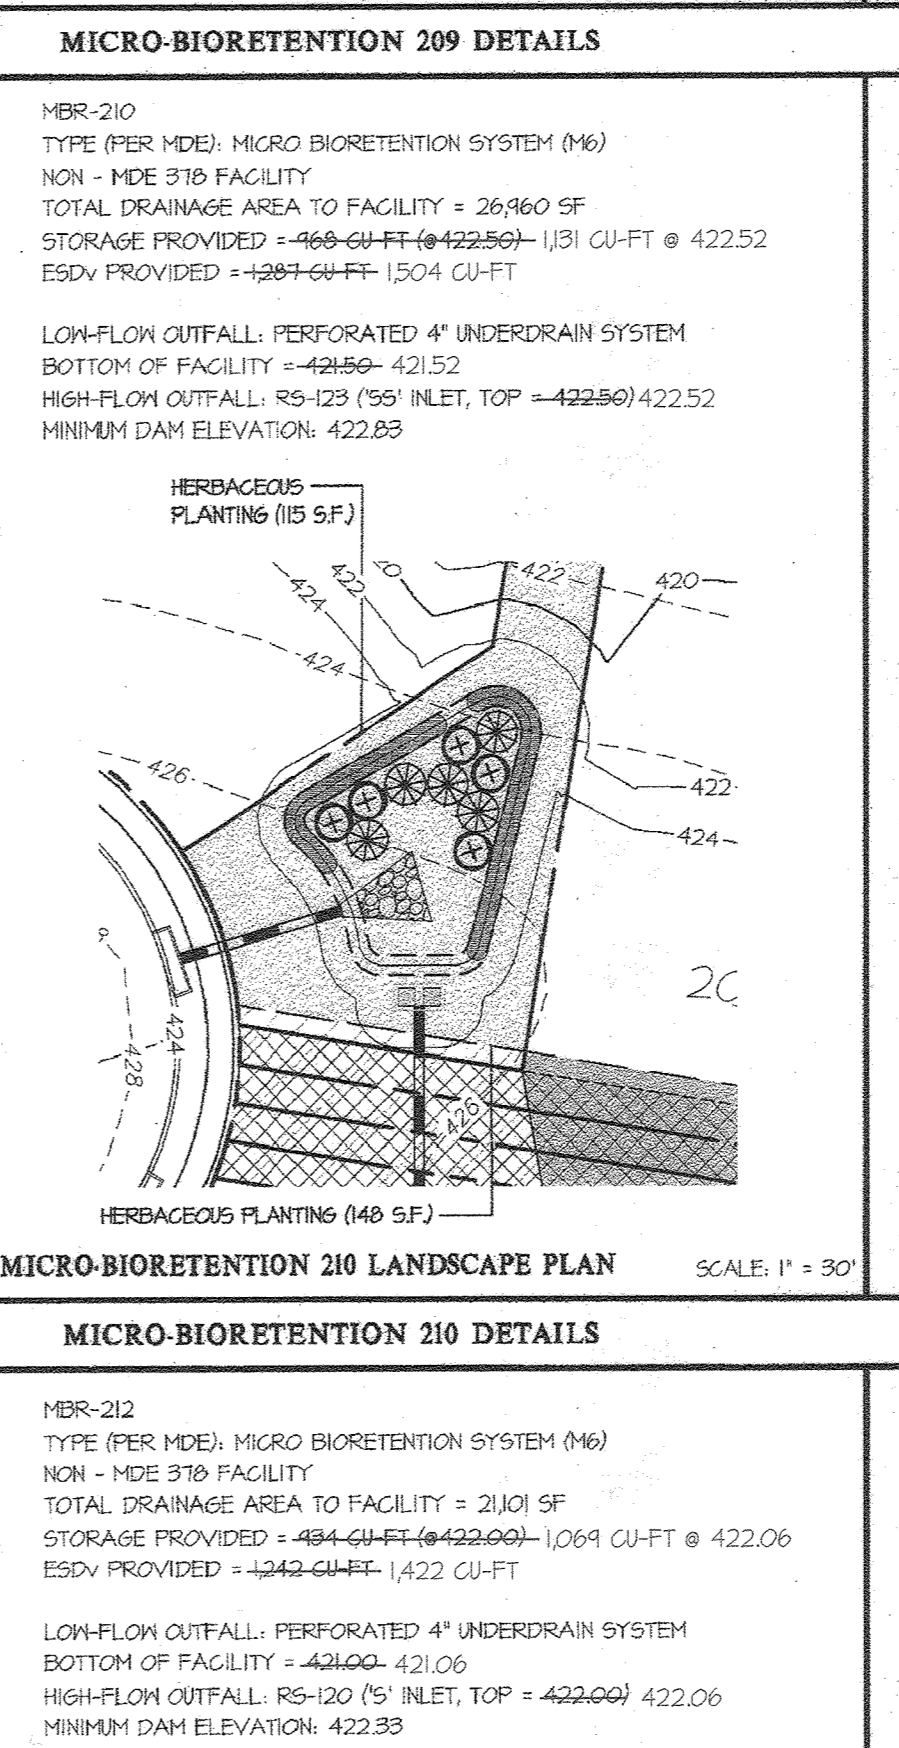 MICRO-BIORETENTION 209 DETAILS
MBR-210
TYPE (PER MDE): MICRO BIORETENTION SYSTEM (M6)
NON - MDE 378 FACILITY
TOTAL DRAINAGE AREA TO FACILITY = 26,960 SF
STORAGE PROVIDED = 968 CU-FT (@422.50) 1,131 CU-FT @ 422.52
ESDv PROVIDED = 1,287 CU-FT 1,504 CU-FT
LOW-FLOW OUTFALL: PERFORATED 4" UNDERDRAIN SYSTEM
BOTTOM OF FACILITY = 421.50 421.52
HIGH-FLOW OUTFALL: RS-123 ('SS' INLET, TOP = 422.50) 422.52
MINIMUM DAM ELEVATION: 422.83
HERBACEOUS
PLANTING (115 S.F.)
422
424
20
422
420
424
426
422
424
20
424
428
426
HERBACEOUS PLANTING (148 S.F.)
MICRO-BIORETENTION 210 LANDSCAPE PLAN
SCALE: 1" = 30'
MICRO-BIORETENTION 210 DETAILS
MBR-212
TYPE (PER MDE): MICRO BIORETENTION SYSTEM (M6)
NON - MDE 378 FACILITY
TOTAL DRAINAGE AREA TO FACILITY = 21,101 SF
STORAGE PROVIDED = 934 CU-FT (@422.00) 1,069 CU-FT @ 422.06
ESDv PROVIDED = 1,242 CU-FT 1,422 CU-FT
LOW-FLOW OUTFALL: PERFORATED 4" UNDERDRAIN SYSTEM
BOTTOM OF FACILITY = 421.00 421.06
HIGH-FLOW OUTFALL: RS-120 ('S' INLET, TOP = 422.00) 422.06
MINIMUM DAM ELEVATION: 422.33